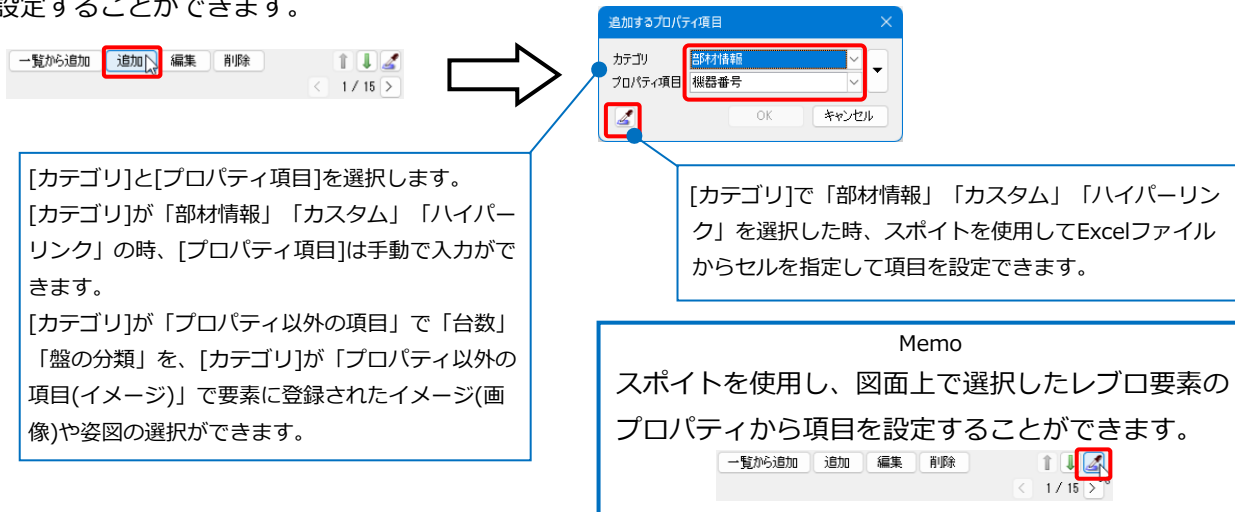 設定することができます。
一覧から追加 追加 編集 削除
< 1 / 15 >
追加するプロパティ項目 ×
カテゴリ 部材情報
プロパティ項目 機器番号
OK キャンセル
[カテゴリ]と[プロパティ項目]を選択します。
[カテゴリ]が「部材情報」「カスタム」「ハイパー
リンク」の時、[プロパティ項目]は手動で入力がで
きます。
[カテゴリ]が「プロパティ以外の項目」で「台数」
「盤の分類」を、[カテゴリ]が「プロパティ以外の
項目(イメージ)」で要素に登録されたイメージ(画
像)や姿図の選択ができます。
[カテゴリ]で「部材情報」「カスタム」「ハイパーリン
ク」を選択した時、スポイトを使用してExcelファイル
からセルを指定して項目を設定できます。
Memo
スポイトを使用し、図面上で選択したレブロ要素の
プロパティから項目を設定することができます。
一覧から追加 追加 編集 削除
< 1 / 15 >